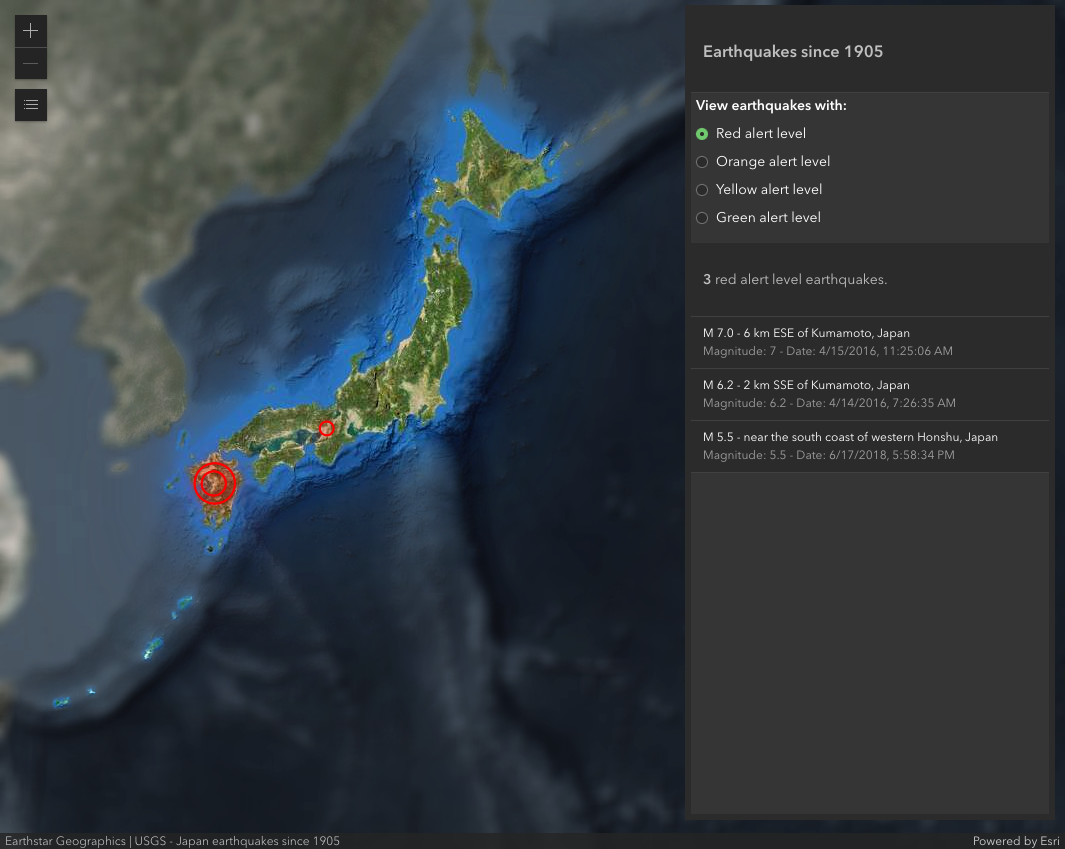 Earthquakes since 1905
View earthquakes with:
Red alert level
Orange alert level
Yellow alert level
Green alert level
3 red alert level earthquakes.
M 7.0 - 6 km ESE of Kumamoto, Japan
Magnitude: 7 - Date: 4/15/2016, 11:25:06 AM
M 6.2 - 2 km SSE of Kumamoto, Japan
Magnitude: 6.2 - Date: 4/14/2016, 7:26:35 AM
M 5.5 - near the south coast of western Honshu, Japan
Magnitude: 5.5 - Date: 6/17/2018, 5:58:34 PM
Earthstar Geographics | USGS - Japan earthquakes since 1905
Powered by Esri